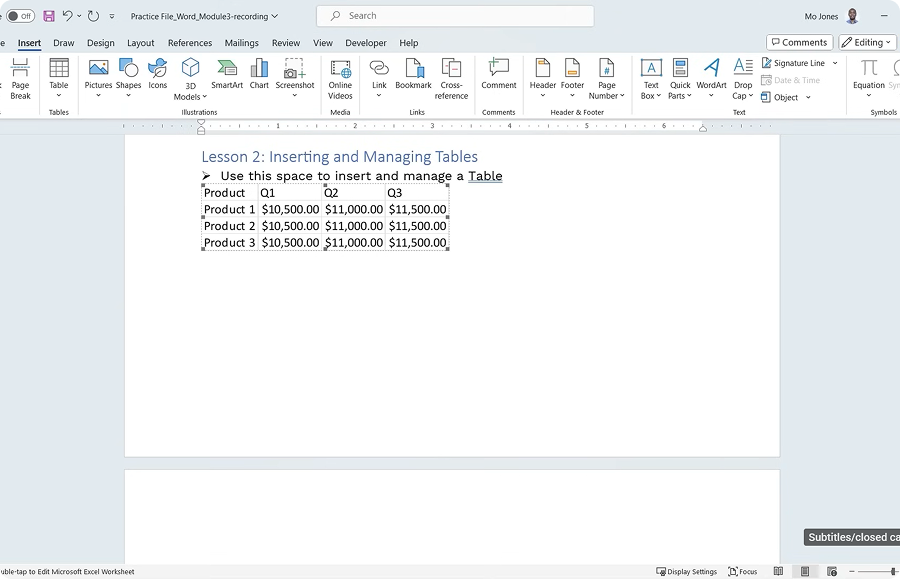 Off
Practice File_Word_Module3-recording
Search
Mo Jones
Insert Draw Design Layout References Mailings Review View Developer Help
Comments
Editing
Page Break
Table
Pictures
Shapes
Icons
3D Models
SmartArt
Chart
Screenshot
Online Videos
Link
Bookmark
Cross-reference
Comment
Header
Footer
Page Number
Text Box
Quick Parts
WordArt
Drop Cap
Signature Line
Date & Time
Object
Equation
Tables
Illustrations
Media
Links
Comments
Header & Footer
Text
Symbols
1 2 3 4 5 6
Lesson 2: Inserting and Managing Tables
➢ Use this space to insert and manage a Table
Product Q1 Q2 Q3
Product 1 $10,500.00 $11,000.00 $11,500.00
Product 2 $10,500.00 $11,000.00 $11,500.00
Product 3 $10,500.00 $11,000.00 $11,500.00
Subtitles/closed ca
uble-tap to Edit Microsoft Excel Worksheet
Display Settings
Focus